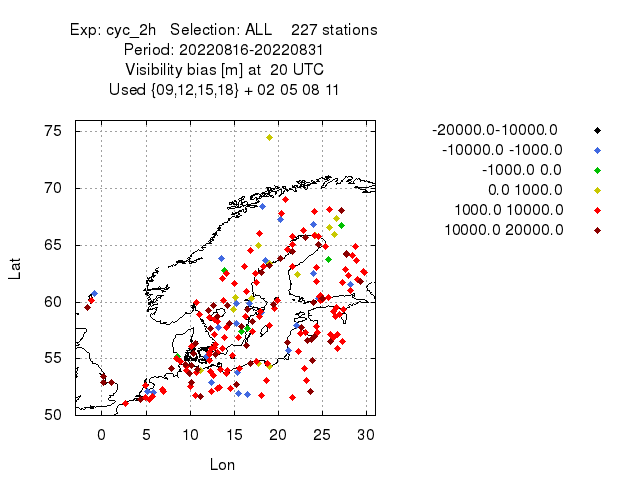 Exp: cyc_2h   Selection: ALL    227 stations
Period: 20220816-20220831
Visibility bias [m] at  20 UTC
Used {09,12,15,18} + 02 05 08 11
Lat
75
70
65
60
55
50
0 5 10 15 20 25 30
Lon
-20000.0-10000.0
-10000.0 -1000.0
-1000.0 0.0
0.0 1000.0
1000.0 10000.0
10000.0 20000.0